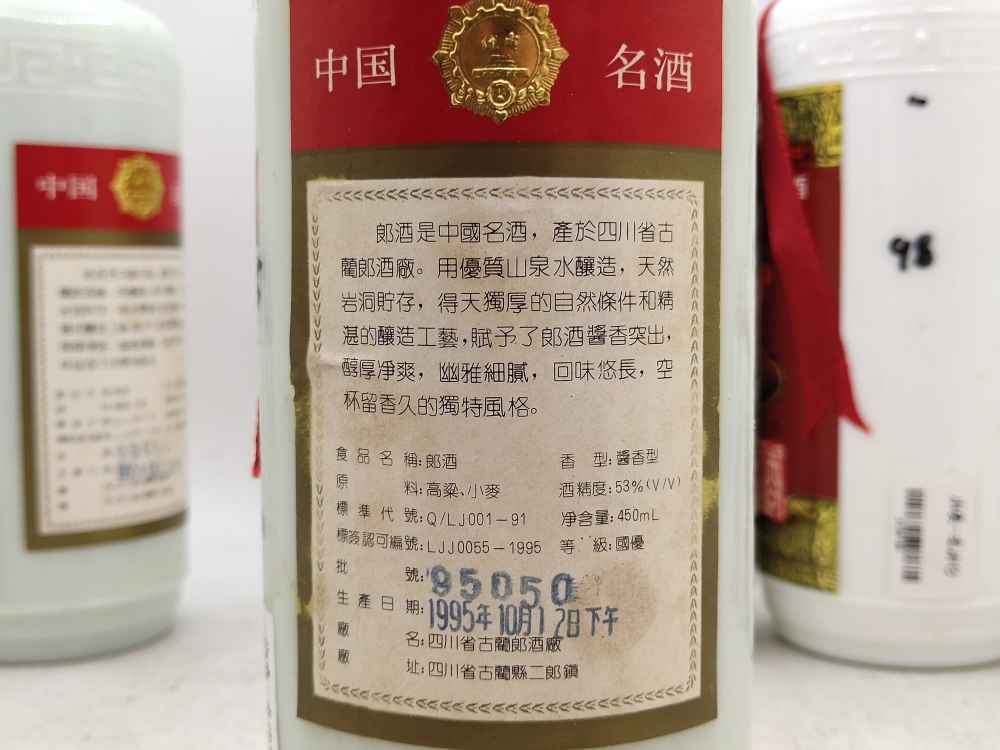 中国 名酒
郎酒是中國名酒，產於四川省古
藺郎酒廠。用優質山泉水釀造，天然
岩洞貯存，得天獨厚的自然條件和精
湛的釀造工藝，賦予了郎酒醬香突出，
醇厚净爽，幽雅細膩，回味悠長，空
杯留香久的獨特風格。
食品名稱：郎酒 香型：醬香型
原料：高粱、小麥 酒精度：53%(V/V)
標準代號：Q/LJ001－91 净含量：450mL
標簽認可編號：LJJ0055－1995 等級：國優
批號：95050
生產日期：1995年10月12日下午
廠名：四川省古藺郎酒廠
廠址：四川省古藺縣二郎鎮
中国
98